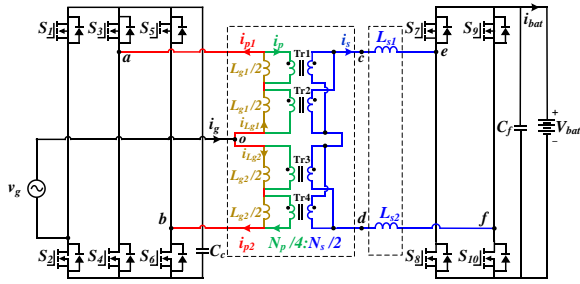 S1 S3 S5 ip1 ip is Ls1 S7 S9 ibat
a Tr1 c e
Lg1/2
Lg1/2 Tr2
iLg1 Cf + Vbat −
ig o
iLg2
vg Lg2/2 Tr3
Lg2/2 Tr4 Ls2
b d f
S2 S4 S6 Cc ip2 Np/4:Ns/2 S8 S10